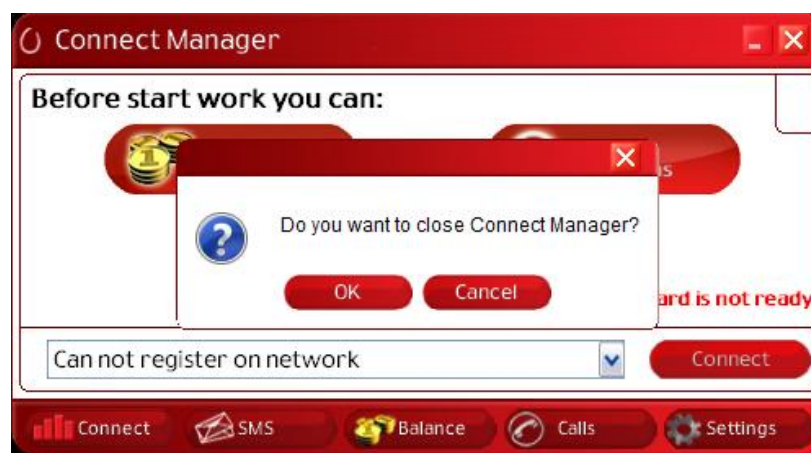 Connect Manager
Before start work you can:
Do you want to close Connect Manager?
OK Cancel
is not ready
Can not register on network
Connect
Connect SMS Balance Calls Settings